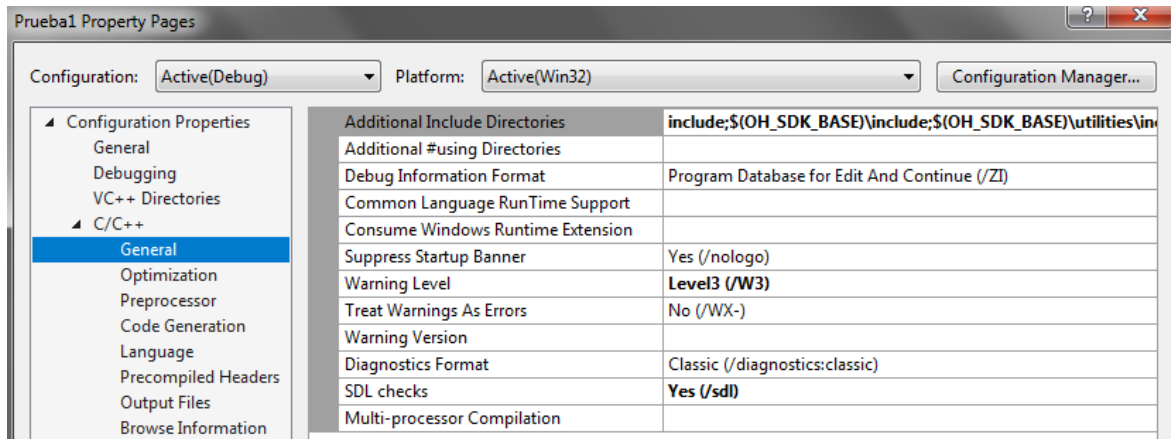 Prueba1 Property Pages
?
X
Configuration: Active(Debug) Platform: Active(Win32) Configuration Manager...
Configuration Properties
General
Debugging
VC++ Directories
C/C++
General
Optimization
Preprocessor
Code Generation
Language
Precompiled Headers
Output Files
Browse Information
Additional Include Directories include;$(OH_SDK_BASE)\include;$(OH_SDK_BASE)\utilities\in
Additional #using Directories
Debug Information Format Program Database for Edit And Continue (/ZI)
Common Language RunTime Support
Consume Windows Runtime Extension
Suppress Startup Banner Yes (/nologo)
Warning Level Level3 (/W3)
Treat Warnings As Errors No (/WX-)
Warning Version
Diagnostics Format Classic (/diagnostics:classic)
SDL checks Yes (/sdl)
Multi-processor Compilation